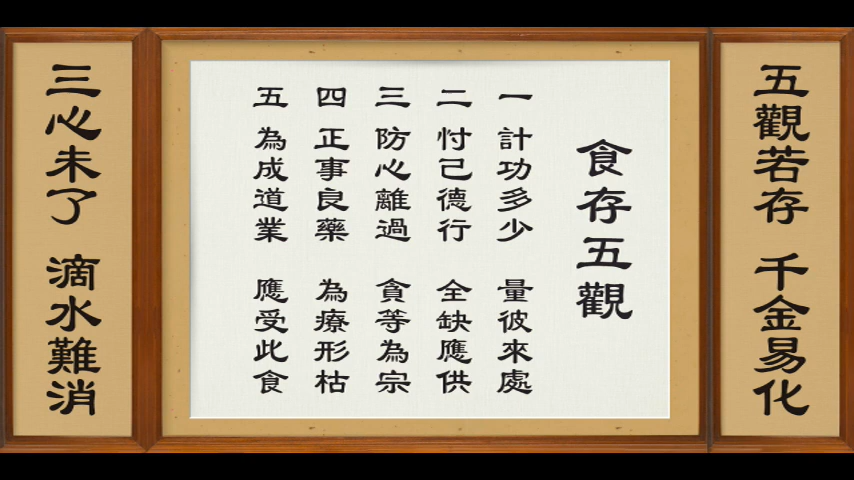 五觀若存 千金易化
食存五觀
一 計功多少 量彼來處
二 忖己德行 全缺應供
三 防心離過 貪等為宗
四 正事良藥 為療形枯
五 為成道業 應受此食
三心未了 滴水難消